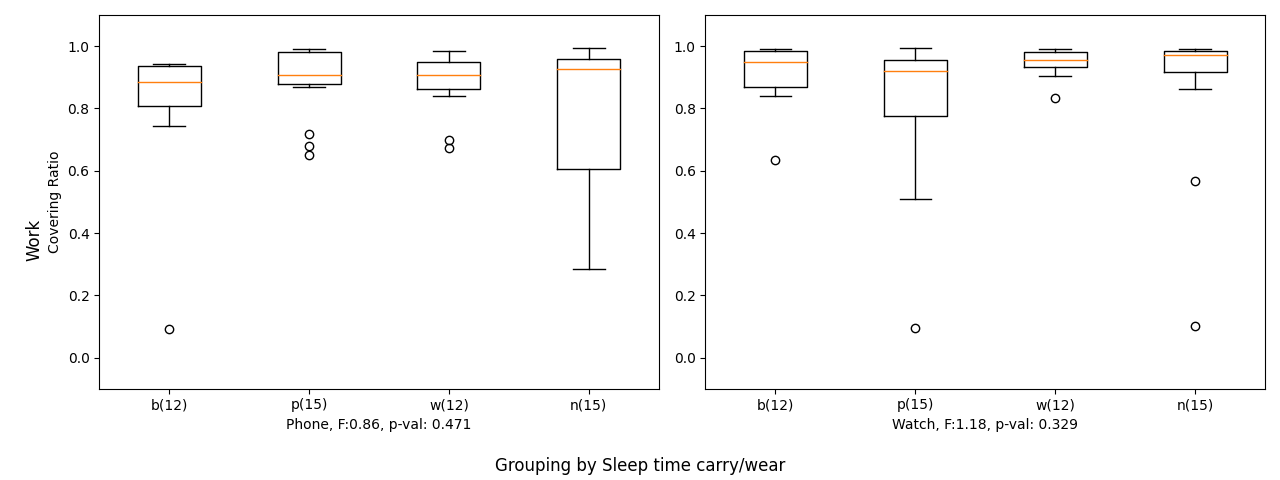 Work
Covering Ratio
1.0
0.8
0.6
0.4
0.2
0.0
b(12) p(15) w(12) n(15)
Phone, F:0.86, p-val: 0.471
1.0
0.8
0.6
0.4
0.2
0.0
b(12) p(15) w(12) n(15)
Watch, F:1.18, p-val: 0.329
Grouping by Sleep time carry/wear